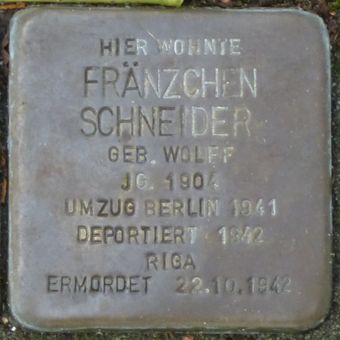 HIER WOHNTE
FRÄNZCHEN
SCHNEIDER
GEB. WOLFF
JG. 1904
UMZUG BERLIN 1941
DEPORTIERT 1942
RIGA
ERMORDET 22.10.1942